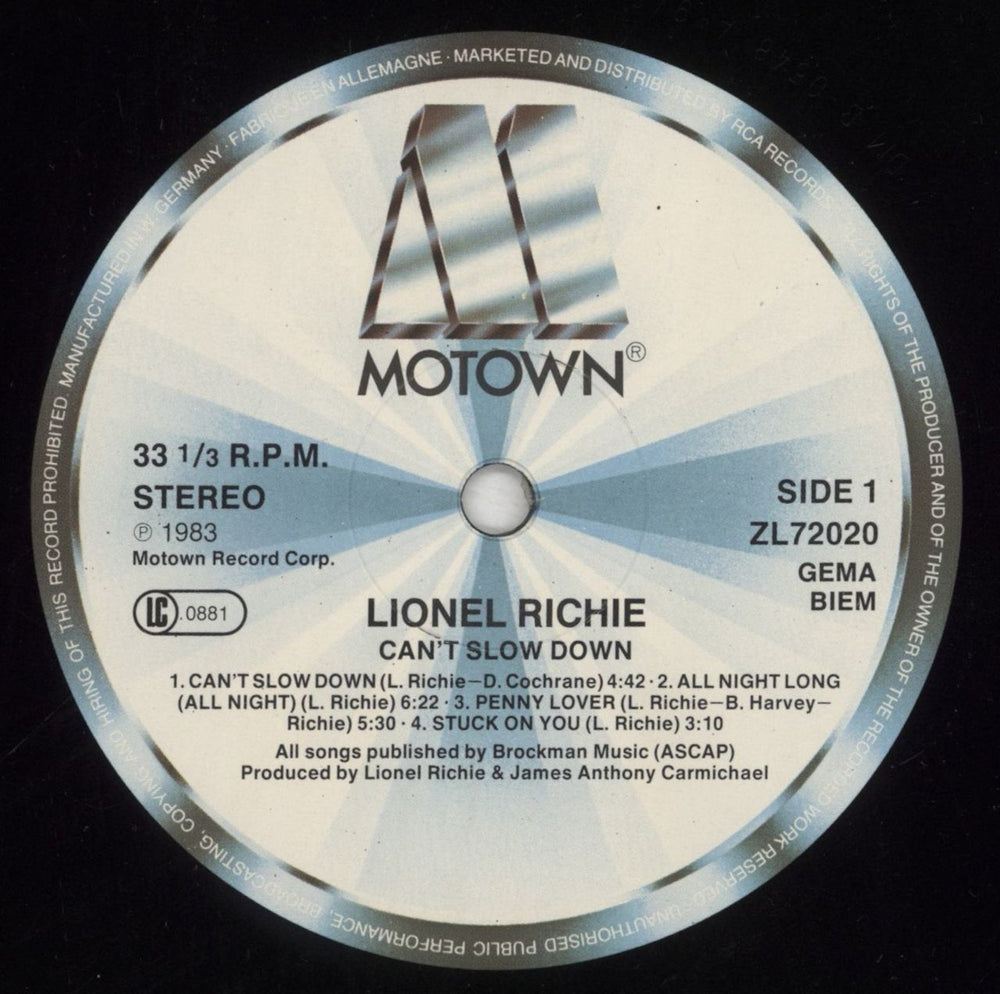 MANUFACTURED IN W. GERMANY · FABRIQUÉ EN ALLEMAGNE · MARKETED AND DISTRIBUTED BY RCA RECORDS · ALL RIGHTS OF THE PRODUCER AND OF THE OWNER OF THE RECORDED WORK RESERVED · UNAUTHORISED PUBLIC PERFORMANCE, BROADCASTING, COPYING AND HIRING OF THIS RECORD PROHIBITED.
MOTOWN®
33 1/3 R.P.M.
STEREO
℗ 1983
Motown Record Corp.
LC .0881
SIDE 1
ZL72020
GEMA
BIEM
LIONEL RICHIE
CAN'T SLOW DOWN
1. CAN'T SLOW DOWN (L. Richie—D. Cochrane) 4:42 · 2. ALL NIGHT LONG
(ALL NIGHT) (L. Richie) 6:22 · 3. PENNY LOVER (L. Richie—B. Harvey—
Richie) 5:30 · 4. STUCK ON YOU (L. Richie) 3:10
All songs published by Brockman Music (ASCAP)
Produced by Lionel Richie & James Anthony Carmichael